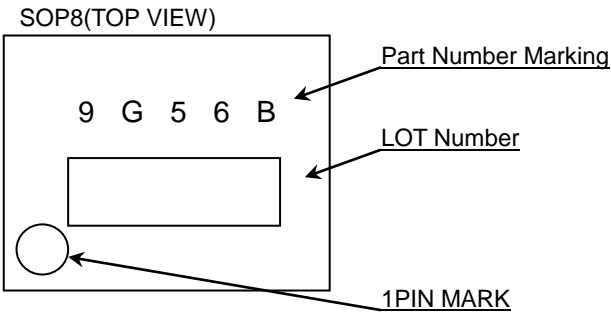 SOP8(TOP VIEW)
Part Number Marking
9 G 5 6 B
LOT Number
1PIN MARK